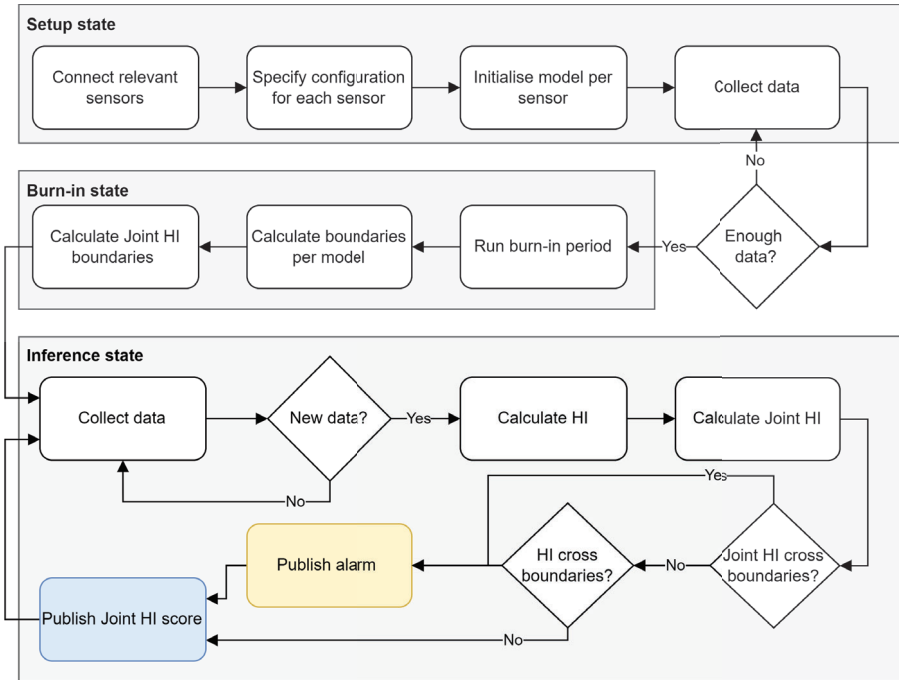 Setup state
Connect relevant
sensors
Specify configuration
for each sensor
Initialise model per
sensor
Collect data
No
Burn-in state
Calculate Joint HI
boundaries
Calculate boundaries
per model
Run burn-in period
Yes
Enough
data?
Inference state
Collect data
New data?
Yes
Calculate HI
Calculate Joint HI
No
Yes
Publish alarm
HI cross
boundaries?
No
Joint HI cross
boundaries?
Publish Joint HI score
No